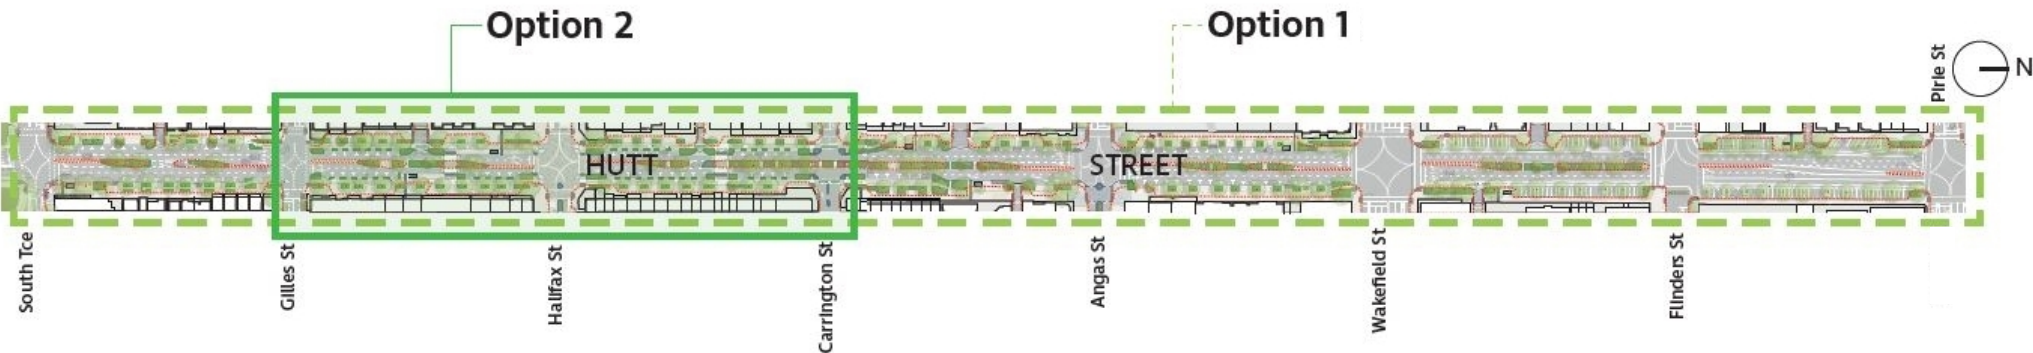 Option 2
Option 1
Pirie St
N
HUTT STREET
South Tce
Gilles St
Halifax St
Carrington St
Angas St
Wakefield St
Flinders St